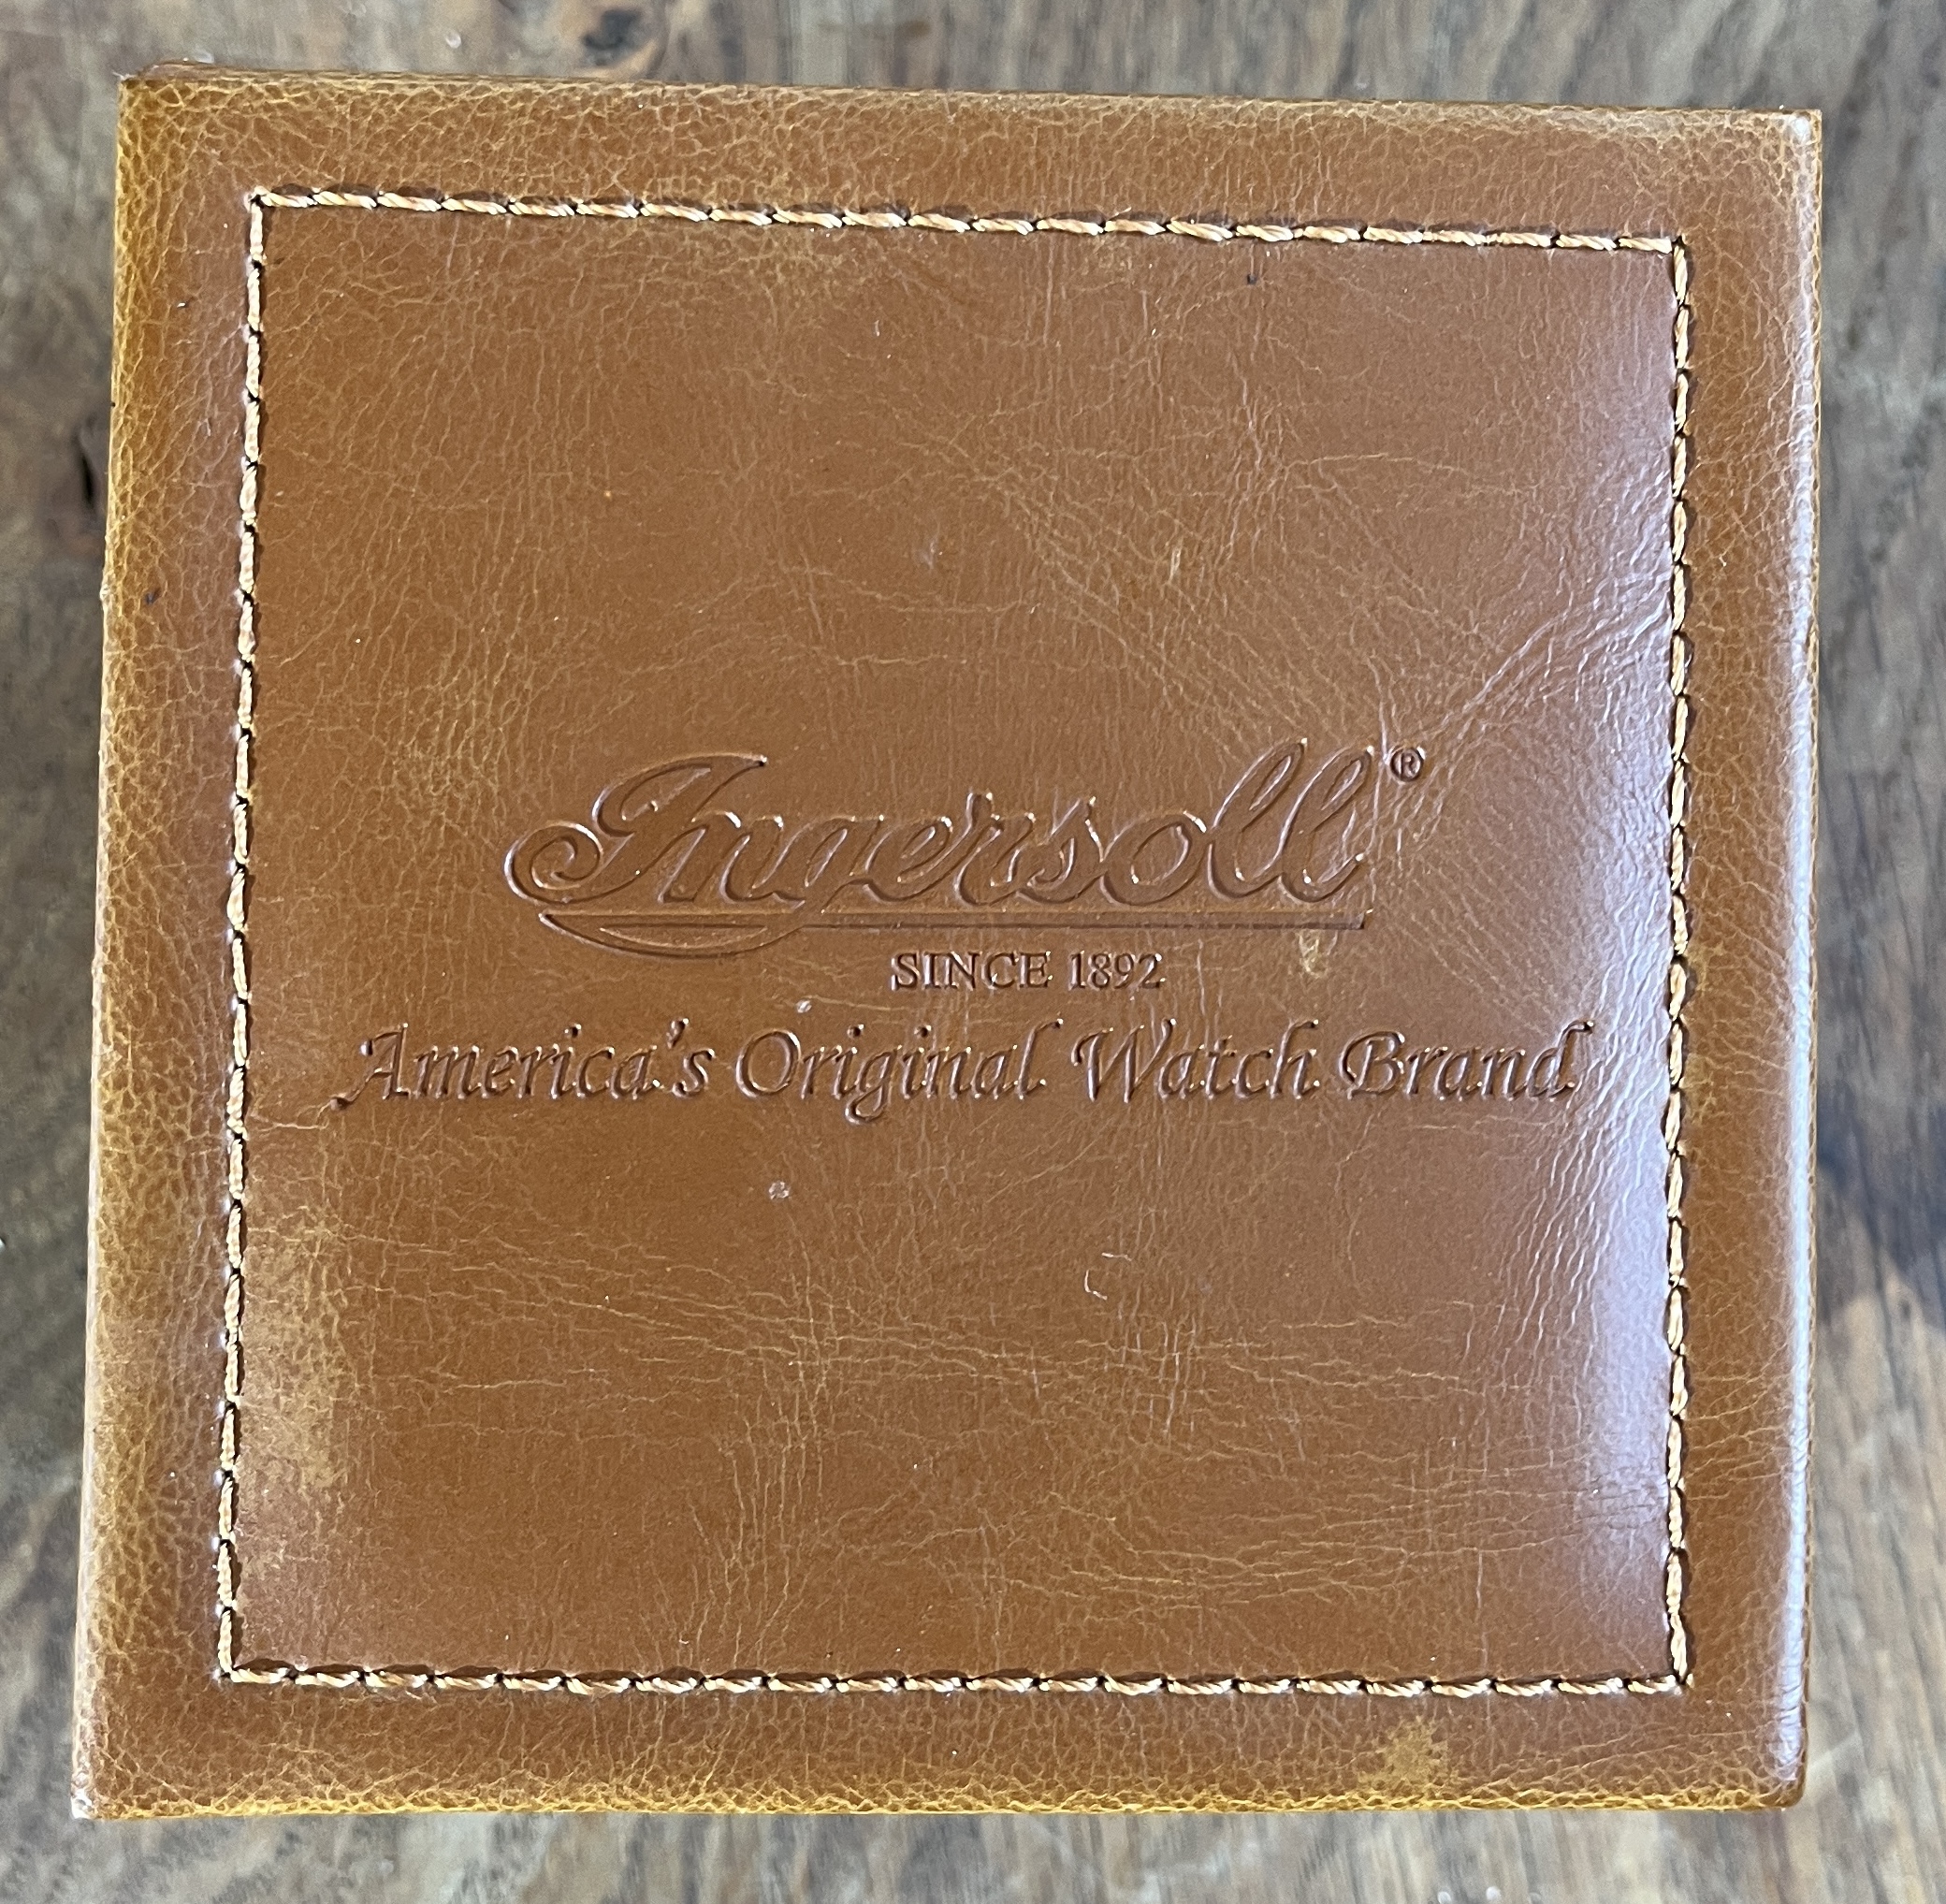 Ingersoll®
SINCE 1892
America's Original Watch Brand